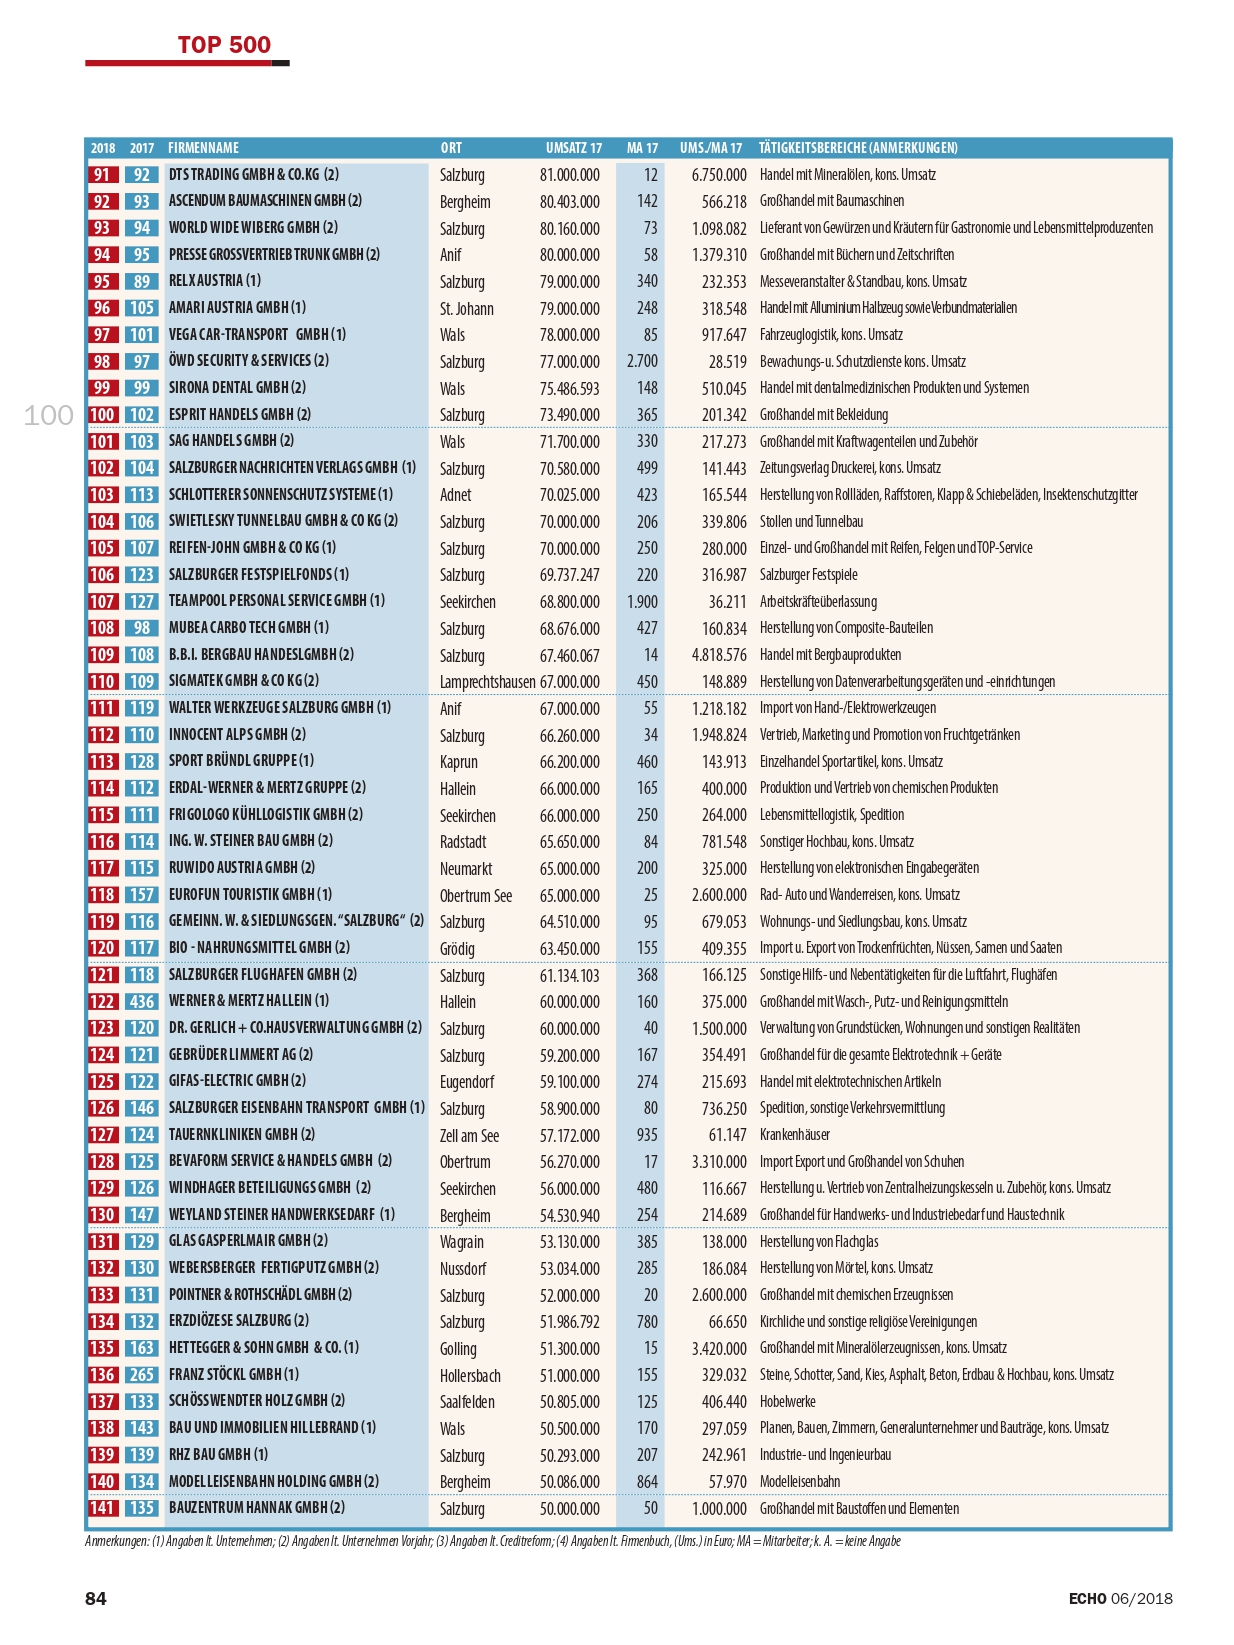 TOP 500
2018 2017 FIRMENNAME ORT UMSATZ 17 MA 17 UMS./MA 17 TÄTIGKEITSBEREICHE (ANMERKUNGEN)
91 92 DTS TRADING GMBH & CO.KG (2) Salzburg 81.000.000 12 6.750.000 Handel mit Mineralölen, kons. Umsatz
92 93 ASCENDUM BAUMASCHINEN GMBH (2) Bergheim 80.403.000 142 566.218 Großhandel mit Baumaschinen
93 94 WORLD WIDE WIBERG GMBH (2) Salzburg 80.160.000 73 1.098.082 Lieferant von Gewürzen und Kräutern für Gastronomie und Lebensmittelproduzenten
94 95 PRESSE GROSSVERTRIEB TRUNK GMBH (2) Anif 80.000.000 58 1.379.310 Großhandel mit Büchern und Zeitschriften
95 89 RELX AUSTRIA (1) Salzburg 79.000.000 340 232.353 Messeveranstalter & Standbau, kons. Umsatz
96 105 AMARI AUSTRIA GMBH (1) St. Johann 79.000.000 248 318.548 Handel mit Alluminium Halbzeug sowie Verbundmaterialien
97 101 VEGA CAR-TRANSPORT GMBH (1) Wals 78.000.000 85 917.647 Fahrzeuglogistik, kons. Umsatz
98 97 ÖWD SECURITY & SERVICES (2) Salzburg 77.000.000 2.700 28.519 Bewachungs- u. Schutzdienste kons. Umsatz
99 99 SIRONA DENTAL GMBH (2) Wals 75.486.593 148 510.045 Handel mit dentalmedizinischen Produkten und Systemen
100 100 102 ESPRIT HANDELS GMBH (2) Salzburg 73.490.000 365 201.342 Großhandel mit Bekleidung
101 103 SAG HANDELS GMBH (2) Wals 71.700.000 330 217.273 Großhandel mit Kraftwagenteilen und Zubehör
102 104 SALZBURGER NACHRICHTEN VERLAGS GMBH (1) Salzburg 70.580.000 499 141.443 Zeitungsverlag Druckerei, kons. Umsatz
103 113 SCHLOTTERER SONNENSCHUTZ SYSTEME (1) Adnet 70.025.000 423 165.544 Herstellung von Rollläden, Raffstoren, Klapp & Schiebeläden, Insektenschutzgitter
104 106 SWIETLESKY TUNNELBAU GMBH & CO KG (2) Salzburg 70.000.000 206 339.806 Stollen und Tunnelbau
105 107 REIFEN-JOHN GMBH & CO KG (1) Salzburg 70.000.000 250 280.000 Einzel- und Großhandel mit Reifen, Felgen und TOP-Service
106 123 SALZBURGER FESTSPIELFONDS (1) Salzburg 69.737.247 220 316.987 Salzburger Festspiele
107 127 TEAMPOOL PERSONAL SERVICE GMBH (1) Seekirchen 68.800.000 1.900 36.211 Arbeitskräfteüberlassung
108 98 MUBEA CARBO TECH GMBH (1) Salzburg 68.676.000 427 160.834 Herstellung von Composite-Bauteilen
109 108 B.B.I. BERGBAU HANDESLGMBH (2) Salzburg 67.460.067 14 4.818.576 Handel mit Bergbauprodukten
110 109 SIGMATEK GMBH & CO KG (2) Lamprechtshausen 67.000.000 450 148.889 Herstellung von Datenverarbeitungsgeräten und -einrichtungen
111 119 WALTER WERKZEUGE SALZBURG GMBH (1) Anif 67.000.000 55 1.218.182 Import von Hand-/Elektrowerkzeugen
112 110 INNOCENT ALPS GMBH (2) Salzburg 66.260.000 34 1.948.824 Vertrieb, Marketing und Promotion von Fruchtgetränken
113 128 SPORT BRÜNDL GRUPPE (1) Kaprun 66.200.000 460 143.913 Einzelhandel Sportartikel, kons. Umsatz
114 112 ERDAL-WERNER & MERTZ GRUPPE (2) Hallein 66.000.000 165 400.000 Produktion und Vertrieb von chemischen Produkten
115 111 FRIGOLOGO KÜHLLOGISTIK GMBH (2) Seekirchen 66.000.000 250 264.000 Lebensmittellogistik, Spedition
116 114 ING. W. STEINER BAU GMBH (2) Radstadt 65.650.000 84 781.548 Sonstiger Hochbau, kons. Umsatz
117 115 RUWIDO AUSTRIA GMBH (2) Neumarkt 65.000.000 200 325.000 Herstellung von elektronischen Eingabegeräten
118 157 EUROFUN TOURISTIK GMBH (1) Obertrum See 65.000.000 25 2.600.000 Rad- Auto und Wanderreisen, kons. Umsatz
119 116 GEMEINN. W. & SIEDLUNGSGEN. “SALZBURG“ (2) Salzburg 64.510.000 95 679.053 Wohnungs- und Siedlungsbau, kons. Umsatz
120 117 BIO - NAHRUNGSMITTEL GMBH (2) Grödig 63.450.000 155 409.355 Import u. Export von Trockenfrüchten, Nüssen, Samen und Saaten
121 118 SALZBURGER FLUGHAFEN GMBH (2) Salzburg 61.134.103 368 166.125 Sonstige Hilfs- und Nebentätigkeiten für die Luftfahrt, Flughäfen
122 436 WERNER & MERTZ HALLEIN (1) Hallein 60.000.000 160 375.000 Großhandel mit Wasch-, Putz- und Reinigungsmitteln
123 120 DR. GERLICH + CO.HAUSVERWALTUNG GMBH (2) Salzburg 60.000.000 40 1.500.000 Verwaltung von Grundstücken, Wohnungen und sonstigen Realitäten
124 121 GEBRÜDER LIMMERT AG (2) Salzburg 59.200.000 167 354.491 Großhandel für die gesamte Elektrotechnik + Geräte
125 122 GIFAS-ELECTRIC GMBH (2) Eugendorf 59.100.000 274 215.693 Handel mit elektrotechnischen Artikeln
126 146 SALZBURGER EISENBAHN TRANSPORT GMBH (1) Salzburg 58.900.000 80 736.250 Spedition, sonstige Verkehrsvermittlung
127 124 TAUERNKLINIKEN GMBH (2) Zell am See 57.172.000 935 61.147 Krankenhäuser
128 125 BEVAFORM SERVICE & HANDELS GMBH (2) Obertrum 56.270.000 17 3.310.000 Import Export und Großhandel von Schuhen
129 126 WINDHAGER BETEILIGUNGS GMBH (2) Seekirchen 56.000.000 480 116.667 Herstellung u. Vertrieb von Zentralheizungskesseln u. Zubehör, kons. Umsatz
130 147 WEYLAND STEINER HANDWERKSEDARF (1) Bergheim 54.530.940 254 214.689 Großhandel für Handwerks- und Industriebedarf und Haustechnik
131 129 GLAS GASPERLMAIR GMBH (2) Wagrain 53.130.000 385 138.000 Herstellung von Flachglas
132 130 WEBERSBERGER FERTIGPUTZ GMBH (2) Nussdorf 53.034.000 285 186.084 Herstellung von Mörtel, kons. Umsatz
133 131 POINTNER & ROTHSCHÄDL GMBH (2) Salzburg 52.000.000 20 2.600.000 Großhandel mit chemischen Erzeugnissen
134 132 ERZDIÖZESE SALZBURG (2) Salzburg 51.986.792 780 66.650 Kirchliche und sonstige religiöse Vereinigungen
135 163 HETTEGGER & SOHN GMBH & CO. (1) Golling 51.300.000 15 3.420.000 Großhandel mit Mineralölerzeugnissen, kons. Umsatz
136 265 FRANZ STÖCKL GMBH (1) Hollersbach 51.000.000 155 329.032 Steine, Schotter, Sand, Kies, Asphalt, Beton, Erdbau & Hochbau, kons. Umsatz
137 133 SCHÖSSWENDTER HOLZ GMBH (2) Saalfelden 50.805.000 125 406.440 Hobelwerke
138 143 BAU UND IMMOBILIEN HILLEBRAND (1) Wals 50.500.000 170 297.059 Planen, Bauen, Zimmern, Generalunternehmer und Bauträge, kons. Umsatz
139 139 RHZ BAU GMBH (1) Salzburg 50.293.000 207 242.961 Industrie- und Ingenieurbau
140 134 MODELLEISENBAHN HOLDING GMBH (2) Bergheim 50.086.000 864 57.970 Modelleisenbahn
141 135 BAUZENTRUM HANNAK GMBH (2) Salzburg 50.000.000 50 1.000.000 Großhandel mit Baustoffen und Elementen
Anmerkungen: (1) Angaben lt. Unternehmen; (2) Angaben lt. Unternehmen Vorjahr; (3) Angaben lt. Creditreform; (4) Angaben lt. Firmenbuch, (Ums.) in Euro; MA = Mitarbeiter; k. A. = keine Angabe
84 ECHO 06/2018